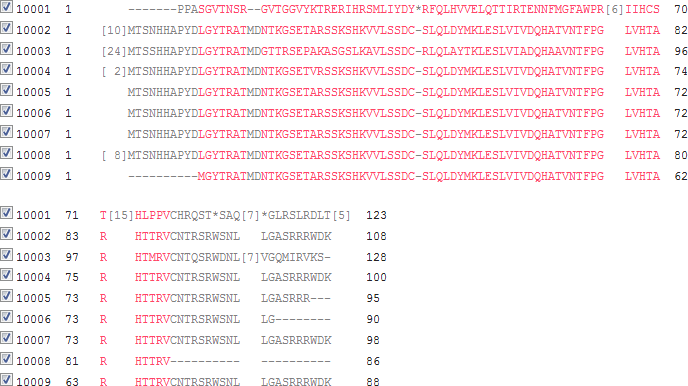 10001 1 -------PPASGVTNSR--GVTGGVYKTRERIHRSMLIYDY*RFQLHVVELQTTIRTENNFMGFAWPR[6]IIHCS 70
10002 1 [10]MTSNHHAPYDLGYTRATMDNTKGSETARSSKSHKVVLSSDC-SLQLDYMKLESLVIVDQHATVNTFPG LVHTA 82
10003 1 [24]MTSNHHAPYDLGYTRATMDGTTRSEPAKASGSLKAVLSSDC-RLQLAYTKLESLVIADQHAATVNTFPG LVHTA 96
10004 1 [ 2]MTSNHHAPYDLGYTRATMDNTKGSETVRSSKSHKVVLSSDC-SLQLDYMKLESLVIVDQHATVNTFPG LVHTA 74
10005 1 MTSNHHAPYDLGYTRATMDNTKGSETARSSKSHKVVLSSDC-SLQLDYMKLESLVIVDQHATVNTFPG LVHTA 72
10006 1 MTSNHHAPYDLGYTRATMDNTKGSETARSSKSHKVVLSSDC-SLQLDYMKLESLVIVDQHATVNTFPG LVHTA 72
10007 1 MTSNHHAPYDLGYTRATMDNTKGSETARSSKSHKVVLSSDC-SLQLDYMKLESLVIVDQHATVNTFPG LVHTA 72
10008 1 [ 8]MTSNHHAPYDLGYTRATMDNTKGSETARSSKSHKVVLSSDC-SLQLDYMKLESLVIVDQHATVNTFPG LVHTA 80
10009 1 ----------MGYTRATMDNTKGSETARSSKSHKVVLSSDC-SLQLDYMKLESLVIVDQHATVNTFPG LVHTA 62
10001 71 T[15]HLPPVCHRQST*SAQ[7]*GLRSLRDLT[5] 123
10002 83 R HTTRVCNTRSRWSNL LGASRRRWDK 108
10003 97 R HTMRVCNTQSRWDNL[7]VGQMIRVKS- 128
10004 75 R HTTRVCNTRSRWSNL LGASRRRWDK 100
10005 73 R HTTRVCNTRSRWSNL LGASRRR--- 95
10006 73 R HTTRVCNTRSRWSNL LG-------- 90
10007 73 R HTTRVCNTRSRWSNL LGASRRRWDK 98
10008 81 R HTTRV---------- ---------- 86
10009 63 R HTTRVCNTRSRWSNL LGASRRRWDK 88